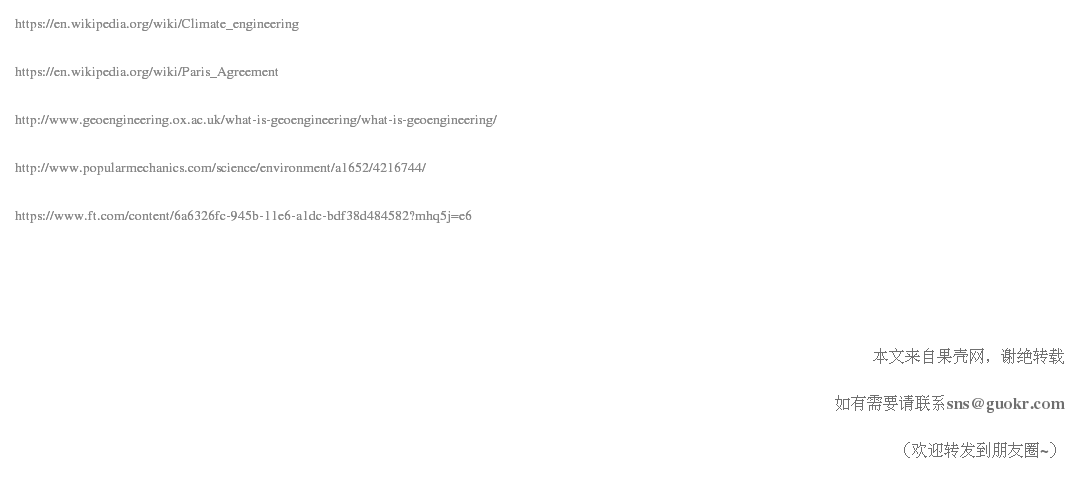 https://en.wikipedia.org/wiki/Climate_engineering
https://en.wikipedia.org/wiki/Paris_Agreement
http://www.geoengineering.ox.ac.uk/what-is-geoengineering/what-is-geoengineering/
http://www.popularmechanics.com/science/environment/a1652/4216744/
https://www.ft.com/content/6a6326fc-945b-11e6-a1dc-bdf38d484582?mhq5j=e6
本文来自果壳网，谢绝转载
如有需要请联系sns@guokr.com
（欢迎转发到朋友圈~）